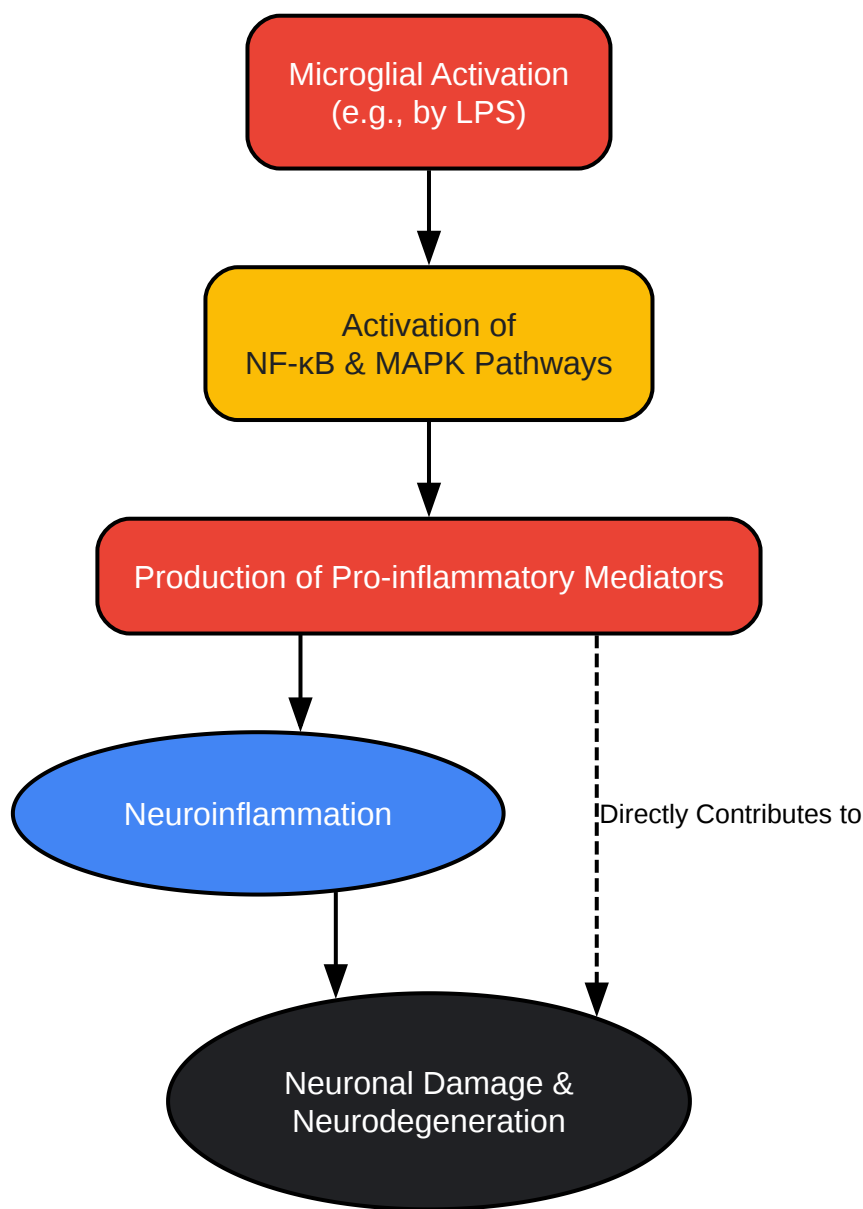 Microglial Activation
(e.g., by LPS)
Activation of
NF-κB & MAPK Pathways
Production of Pro-inflammatory Mediators
Neuroinflammation
Directly Contributes to
Neuronal Damage &
Neurodegeneration